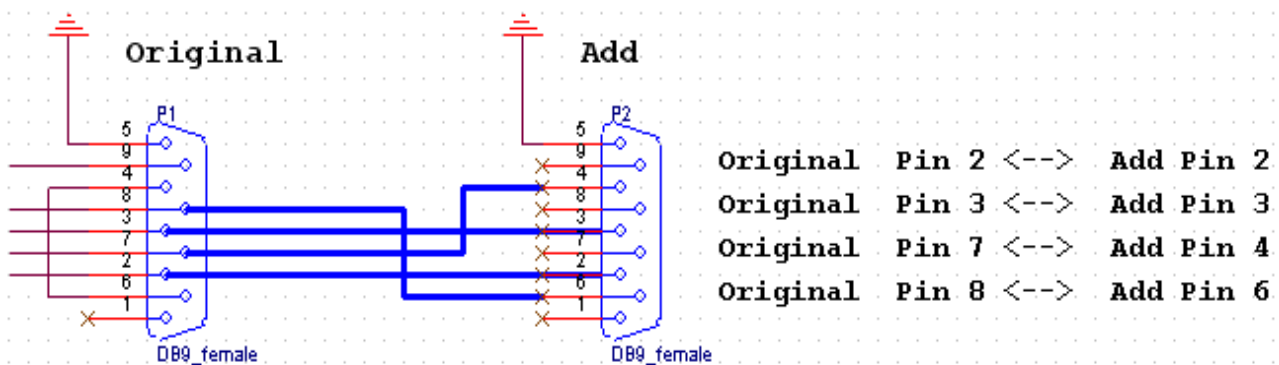 Original
Add
P1
5
9
4
8
3
7
2
6
1
DB9_female
P2
5
9
4
8
3
7
2
6
1
DB9_female
Original Pin 2 <--> Add Pin 2
Original Pin 3 <--> Add Pin 3
Original Pin 7 <--> Add Pin 4
Original Pin 8 <--> Add Pin 6